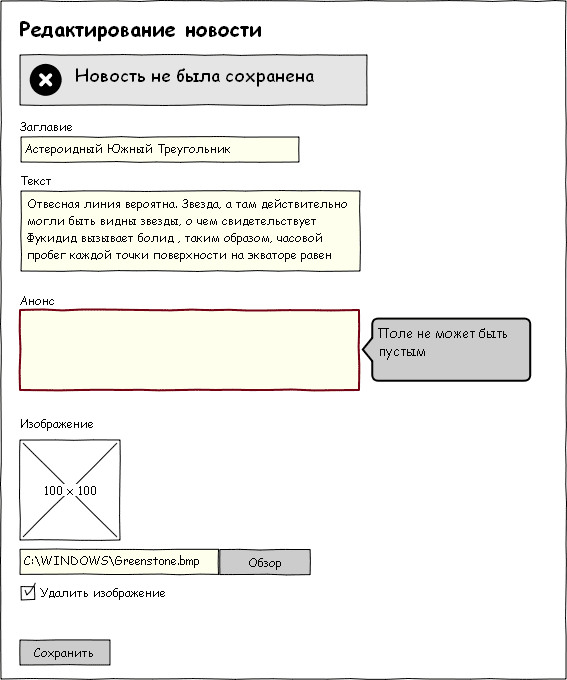 Редактирование новости
Новость не была сохранена
Заглавие
Астероидный Южный Треугольник
Текст
Отвесная линия вероятна. Звезда, а там действительно
могли быть видны звезды, о чем свидетельствует
Фукидид вызывает болид , таким образом, часовой
пробег каждой точки поверхности на экваторе равен
Анонс
Поле не может быть
пустым
Изображение
100 x 100
C:\WINDOWS\Greenstone.bmp
Обзор
Удалить изображение
Сохранить